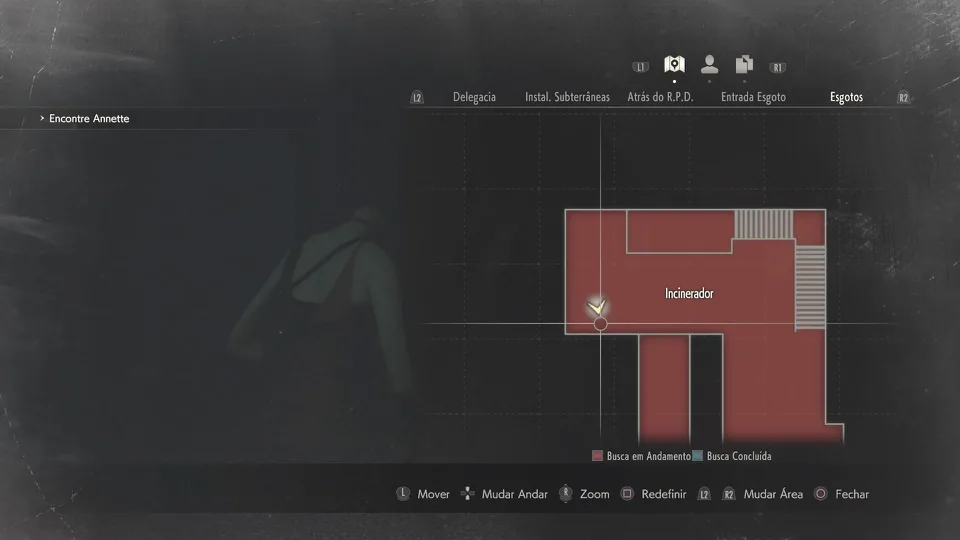 L1 R1
L2 Delegacia Instal. Subterrâneas Atrás do R.P.D. Entrada Esgoto Esgotos R2
> Encontre Annette
Incinerador
Busca em Andamento Busca Concluída
L Mover Mudar Andar R Zoom Redefinir L2 R2 Mudar Área Fechar